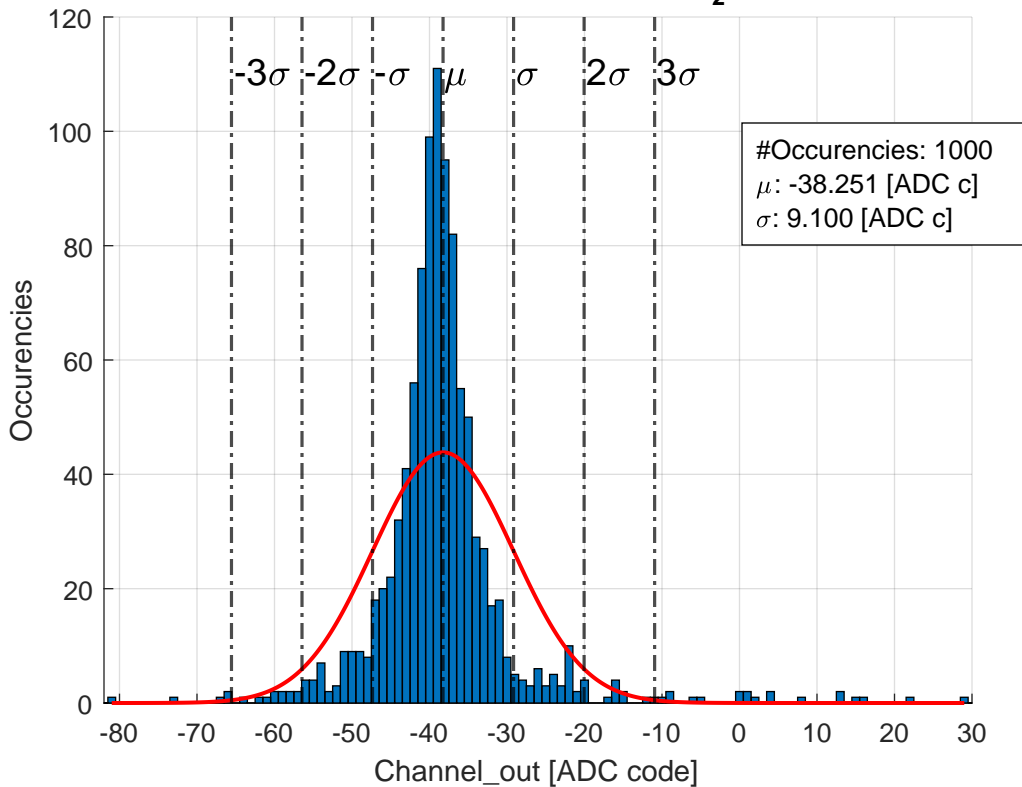 2
120
100
80
60
40
20
0
-3σ
-2σ
-σ
μ
σ
2σ
3σ
#Occurencies: 1000
μ: -38.251 [ADC c]
σ: 9.100 [ADC c]
Occurencies
-80
-70
-60
-50
-40
-30
-20
-10
0
10
20
30
Channel_out [ADC code]